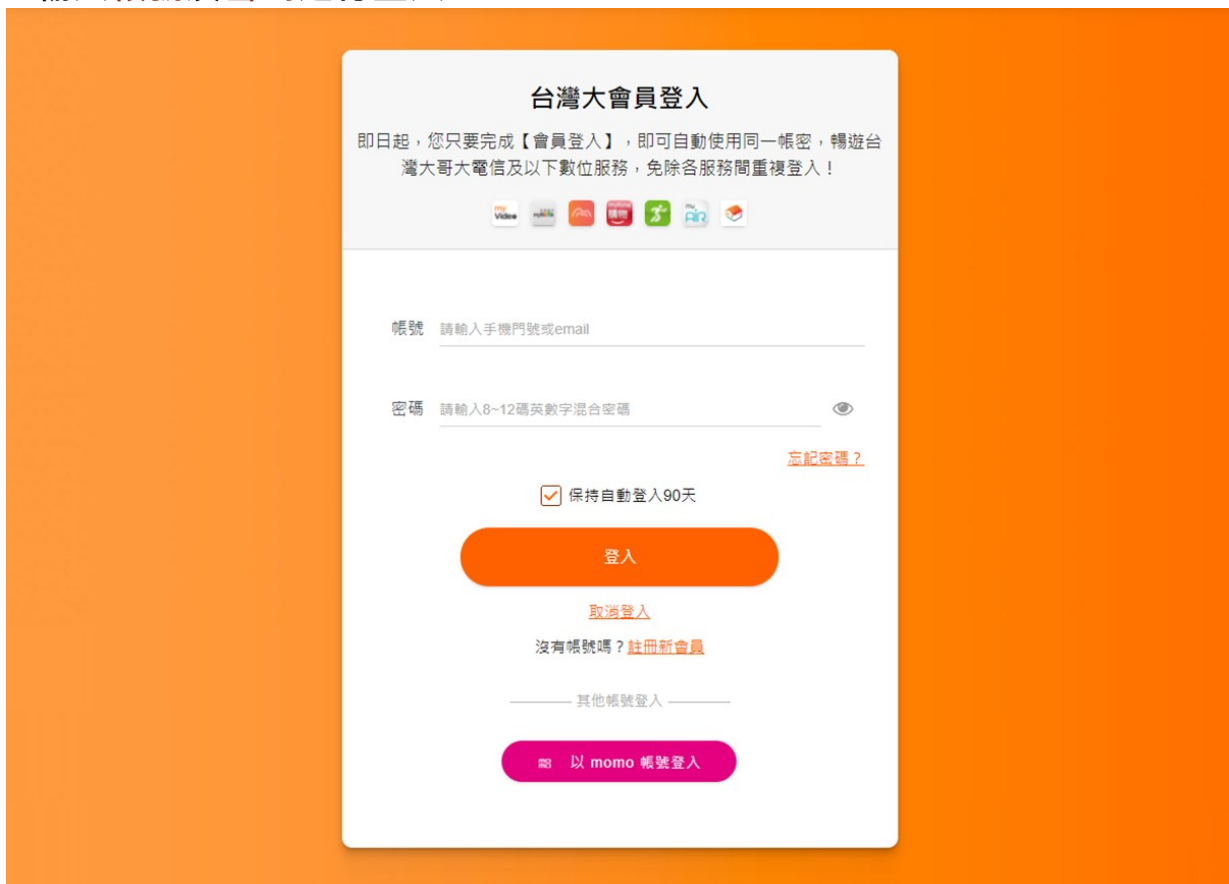 台灣大會員登入
即日起，您只要完成【會員登入】，即可自動使用同一帳密，暢遊台
灣大哥大電信及以下數位服務，免除各服務間重複登入！
my Video
購物
my AIR
帳號 請輸入手機門號或email
密碼 請輸入8~12碼英數字混合密碼
忘記密碼？
保持自動登入90天
登入
取消登入
沒有帳號嗎？註冊新會員
其他帳號登入
以 momo 帳號登入